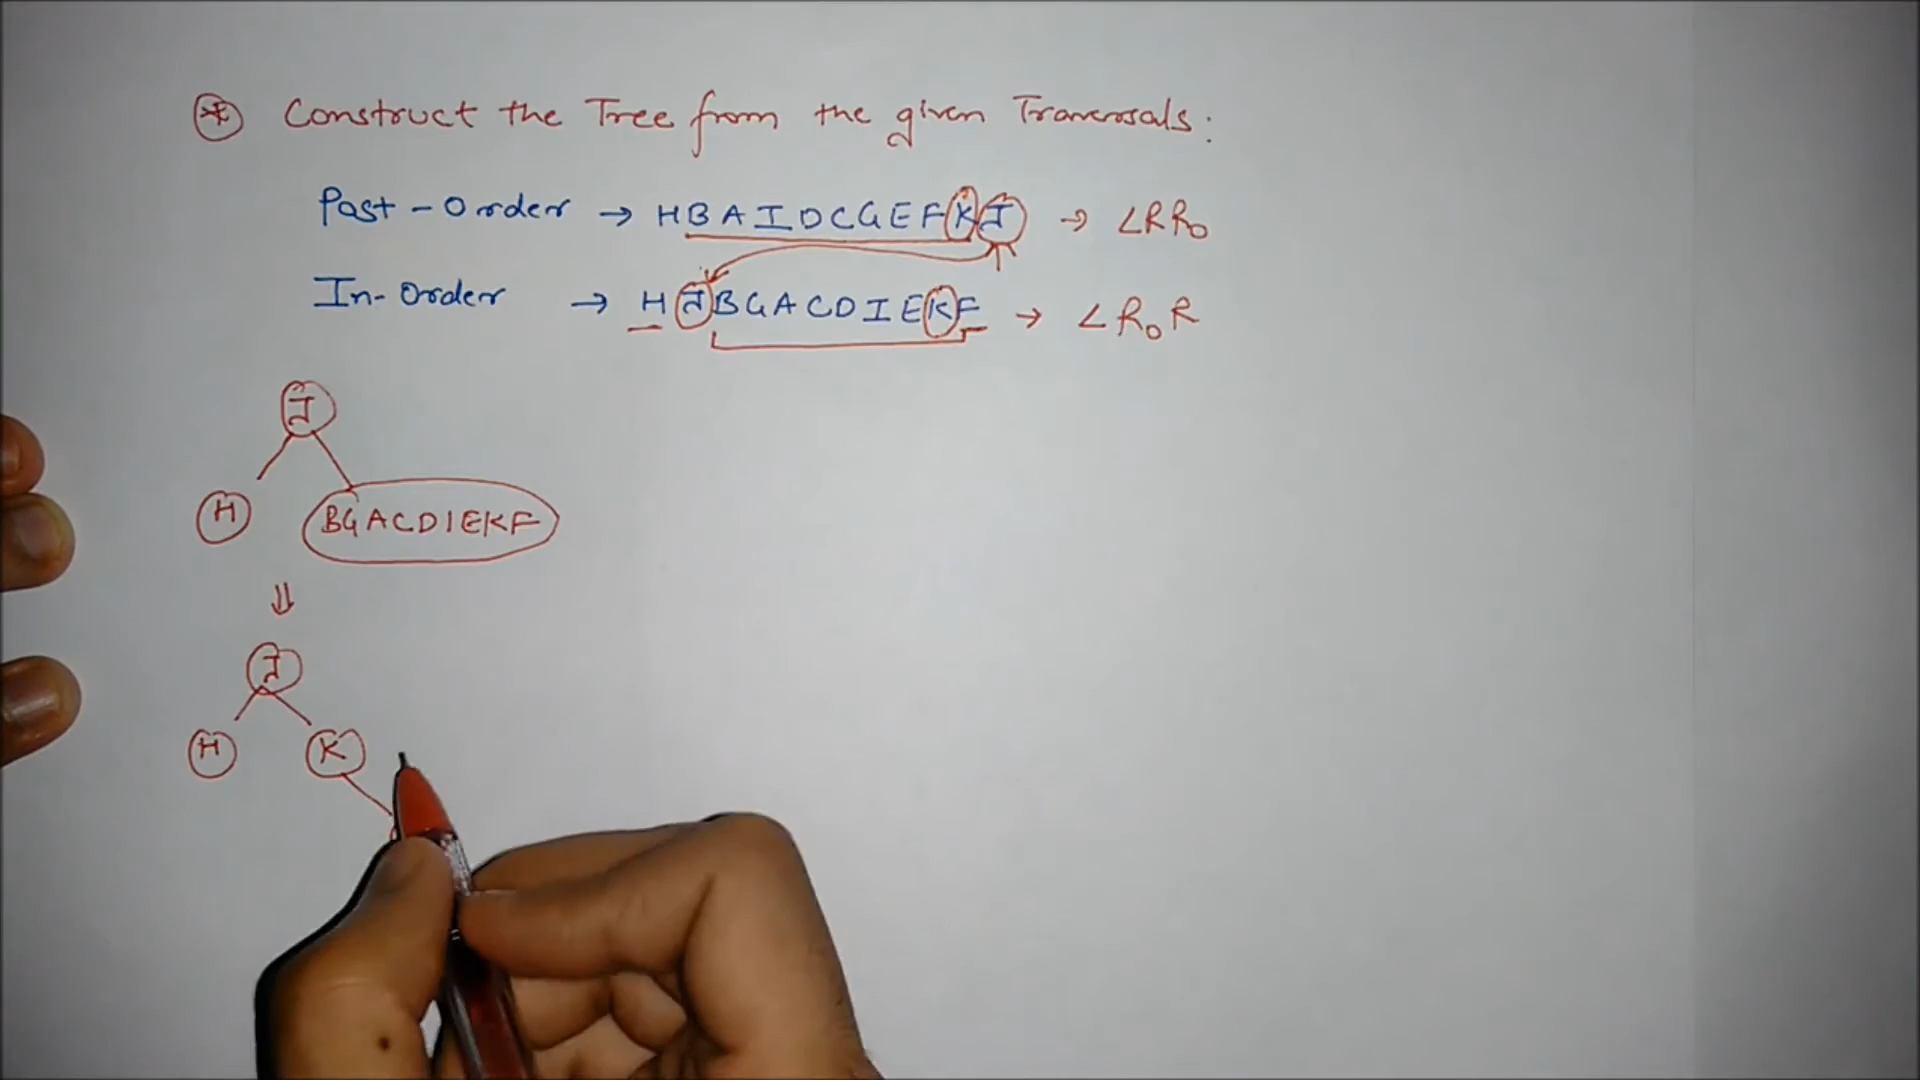 * Construct the Tree from the given Traversals:
Post-Order → HBAIDCGEFKJ → LRRo
In-Order → HJBGACDIEKF → LRoR
J
H BGACDIEKF
⇓
J
H K